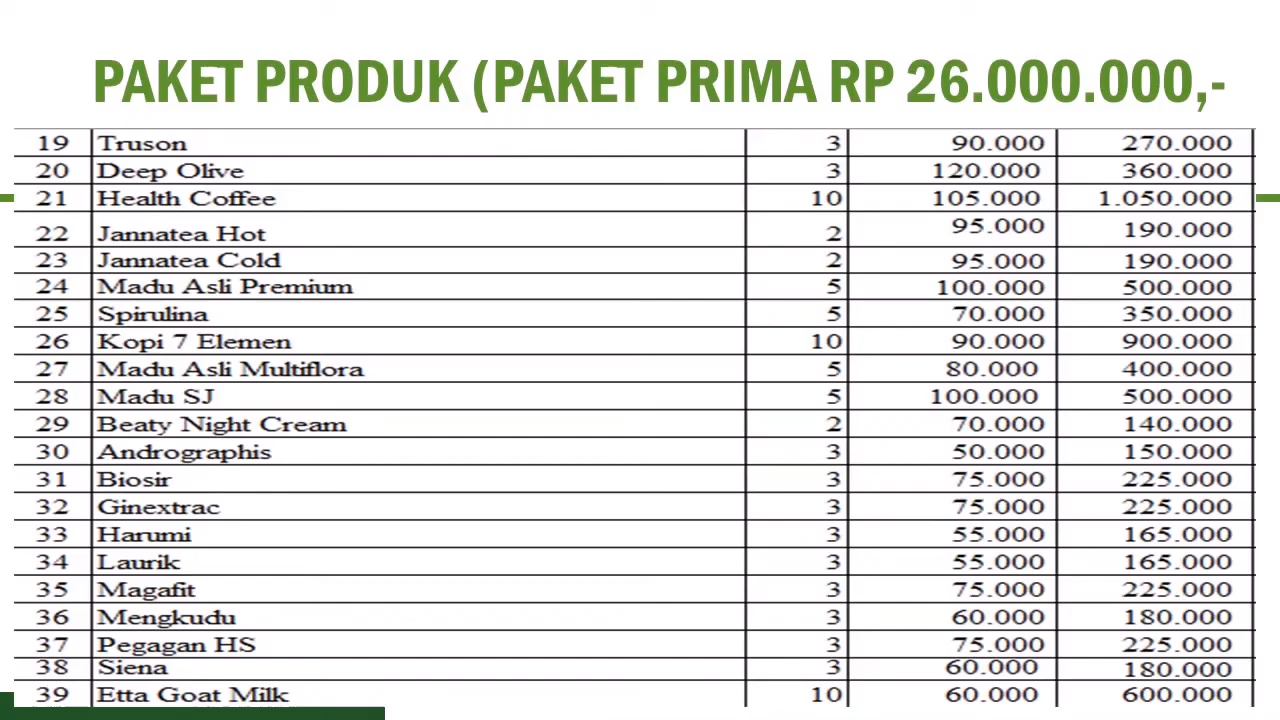 PAKET PRODUK (PAKET PRIMA RP 26.000.000,-
19 Truson 3 90.000 270.000
20 Deep Olive 3 120.000 360.000
21 Health Coffee 10 105.000 1.050.000
22 Jannatea Hot 2 95.000 190.000
23 Jannatea Cold 2 95.000 190.000
24 Madu Asli Premium 5 100.000 500.000
25 Spirulina 5 70.000 350.000
26 Kopi 7 Elemen 10 90.000 900.000
27 Madu Asli Multiflora 5 80.000 400.000
28 Madu SJ 5 100.000 500.000
29 Beaty Night Cream 2 70.000 140.000
30 Andrographis 3 50.000 150.000
31 Biosir 3 75.000 225.000
32 Ginextrac 3 75.000 225.000
33 Harumi 3 55.000 165.000
34 Laurik 3 55.000 165.000
35 Magafit 3 75.000 225.000
36 Mengkudu 3 60.000 180.000
37 Pegagan HS 3 75.000 225.000
38 Siena 3 60.000 180.000
39 Etta Goat Milk 10 60.000 600.000